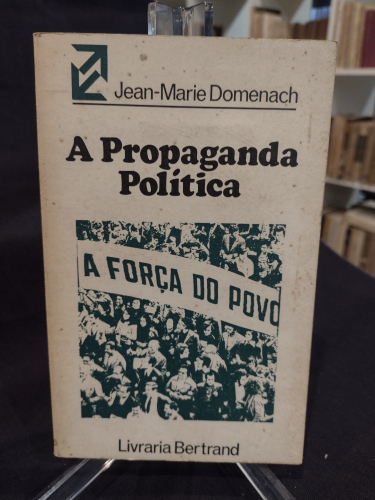 Jean-Marie Domenach
A Propaganda
Política
A FORÇA DO POVO
Livraria Bertrand